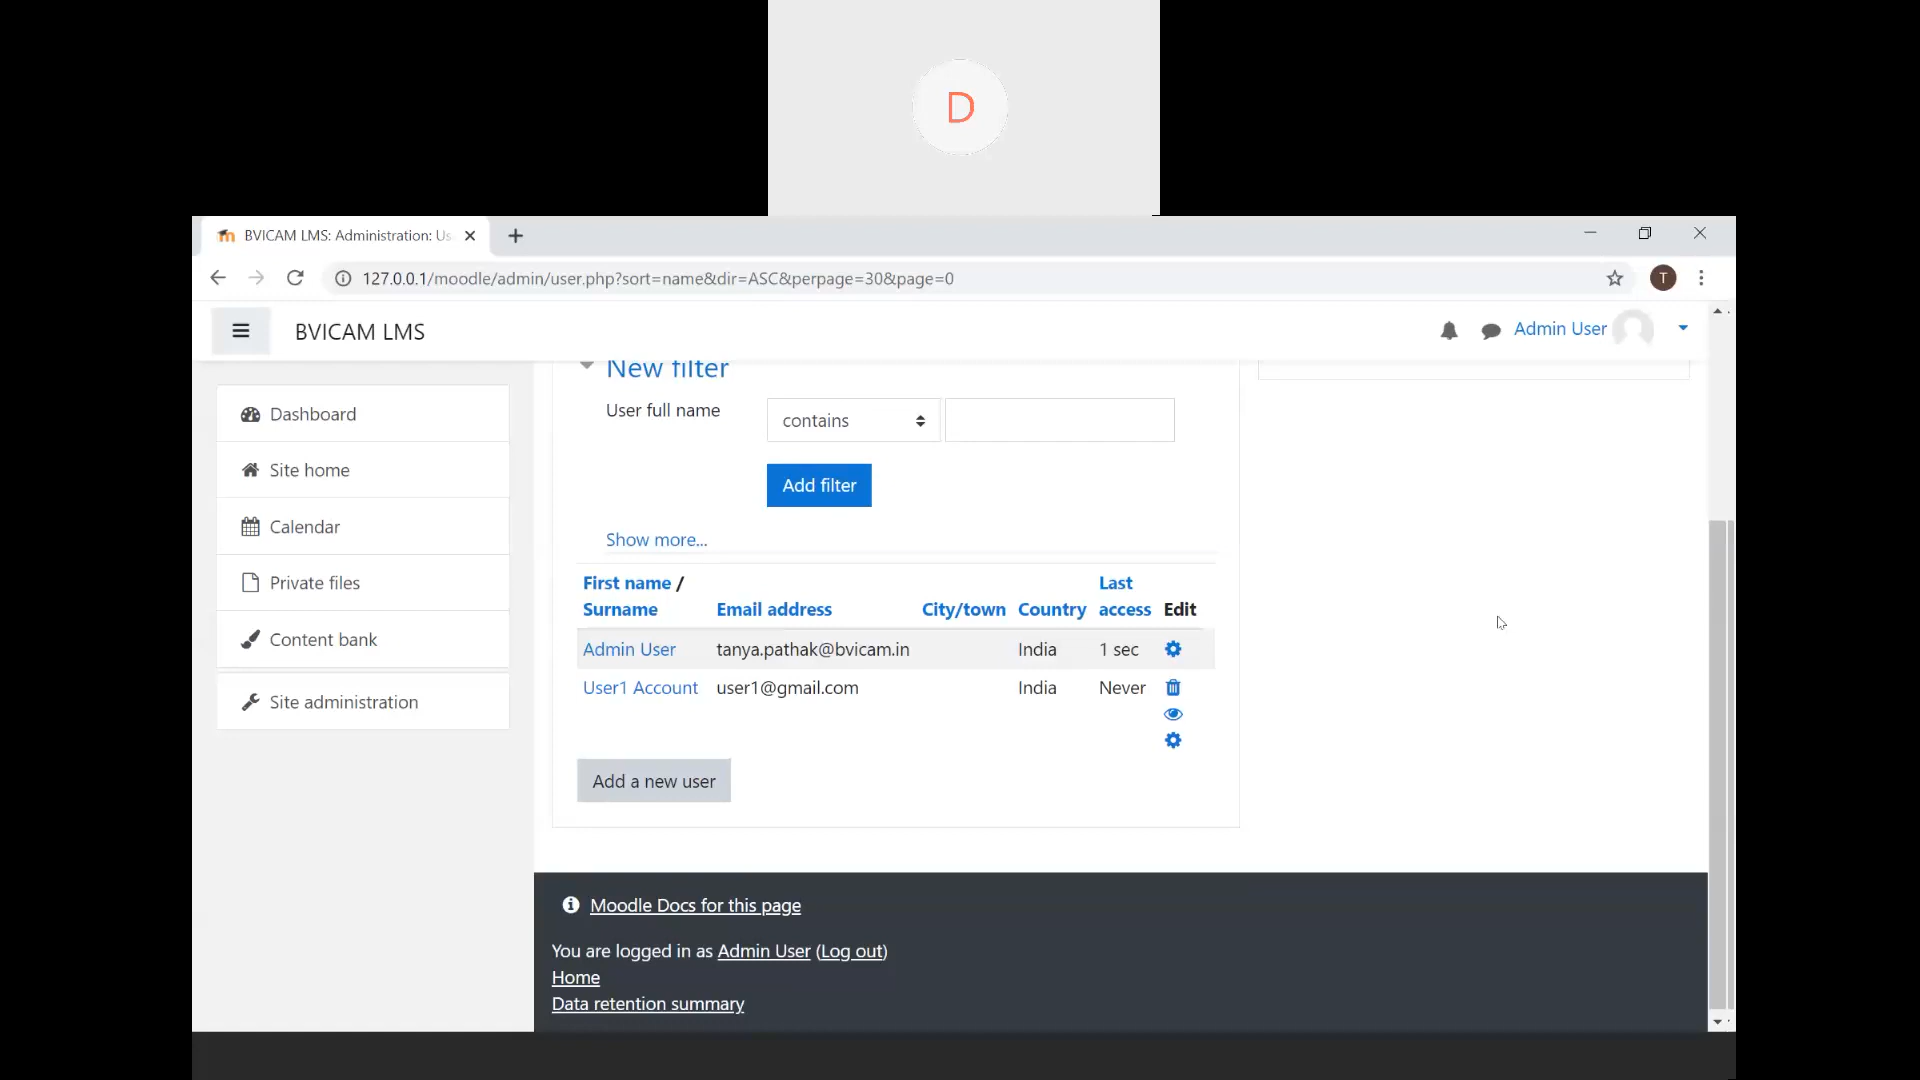 D
BVICAM LMS: Administration: Us
127.0.0.1/moodle/admin/user.php?sort=name&dir=ASC&perpage=30&page=0
T
BVICAM LMS
Admin User
Dashboard
Site home
Calendar
Private files
Content bank
Site administration
New filter
User full name
contains
Add filter
Show more...
First name / Surname Email address City/town Country Last access Edit
Admin User tanya.pathak@bvicam.in India 1 sec
User1 Account user1@gmail.com India Never
Add a new user
Moodle Docs for this page
You are logged in as Admin User (Log out)
Home
Data retention summary